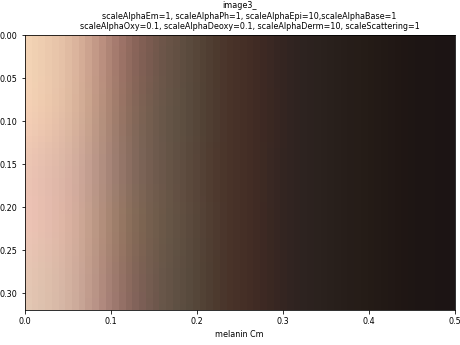 image3_
scaleAlphaEm=1, scaleAlphaPh=1, scaleAlphaEpi=10,scaleAlphaBase=1
scaleAlphaOxy=0.1, scaleAlphaDeoxy=0.1, scaleAlphaDerm=10, scaleScattering=1
0.00
0.05
0.10
0.15
0.20
0.25
0.30
0.0 0.1 0.2 0.3 0.4 0.5
melanin Cm